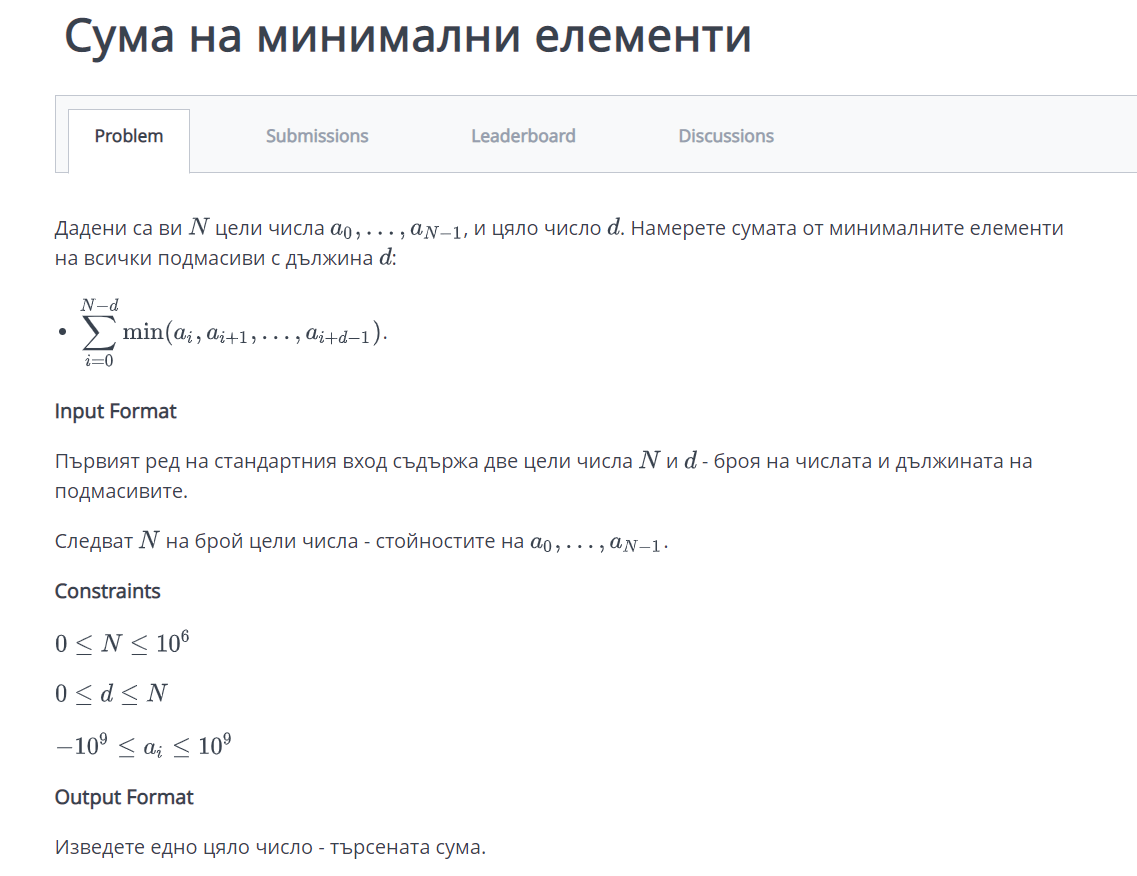 Сума на минимални елементи
Problem Submissions Leaderboard Discussions
Дадени са ви N цели числа a₀, . . . , a_{N−1}, и цяло число d. Намерете сумата от минималните елементи
на всички подмасиви с дължина d:
• \sum_{i=0}^{N−d} min(a_i, a_{i+1}, . . . , a_{i+d−1}).
Input Format
Първият ред на стандартния вход съдържа две цели числа N и d - броя на числата и дължината на
подмасивите.
Следват N на брой цели числа - стойностите на a₀, . . . , a_{N−1}.
Constraints
0 ≤ N ≤ 10⁶
0 ≤ d ≤ N
−10⁹ ≤ a_i ≤ 10⁹
Output Format
Изведете едно цяло число - търсената сума.